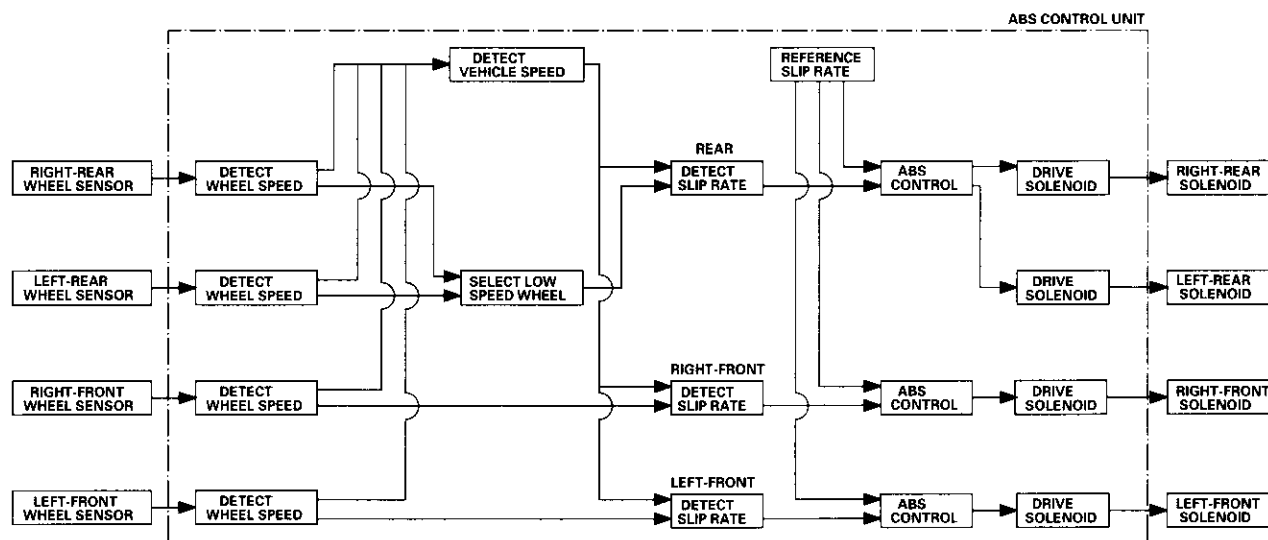 ABS CONTROL UNIT
DETECT
VEHICLE SPEED
REFERENCE
SLIP RATE
REAR
RIGHT-REAR
WHEEL SENSOR
DETECT
WHEEL SPEED
DETECT
SLIP RATE
ABS
CONTROL
DRIVE
SOLENOID
RIGHT-REAR
SOLENOID
LEFT-REAR
WHEEL SENSOR
DETECT
WHEEL SPEED
SELECT LOW
SPEED WHEEL
DRIVE
SOLENOID
LEFT-REAR
SOLENOID
RIGHT-FRONT
RIGHT-FRONT
WHEEL SENSOR
DETECT
WHEEL SPEED
DETECT
SLIP RATE
ABS
CONTROL
DRIVE
SOLENOID
RIGHT-FRONT
SOLENOID
LEFT-FRONT
LEFT-FRONT
WHEEL SENSOR
DETECT
WHEEL SPEED
DETECT
SLIP RATE
ABS
CONTROL
DRIVE
SOLENOID
LEFT-FRONT
SOLENOID